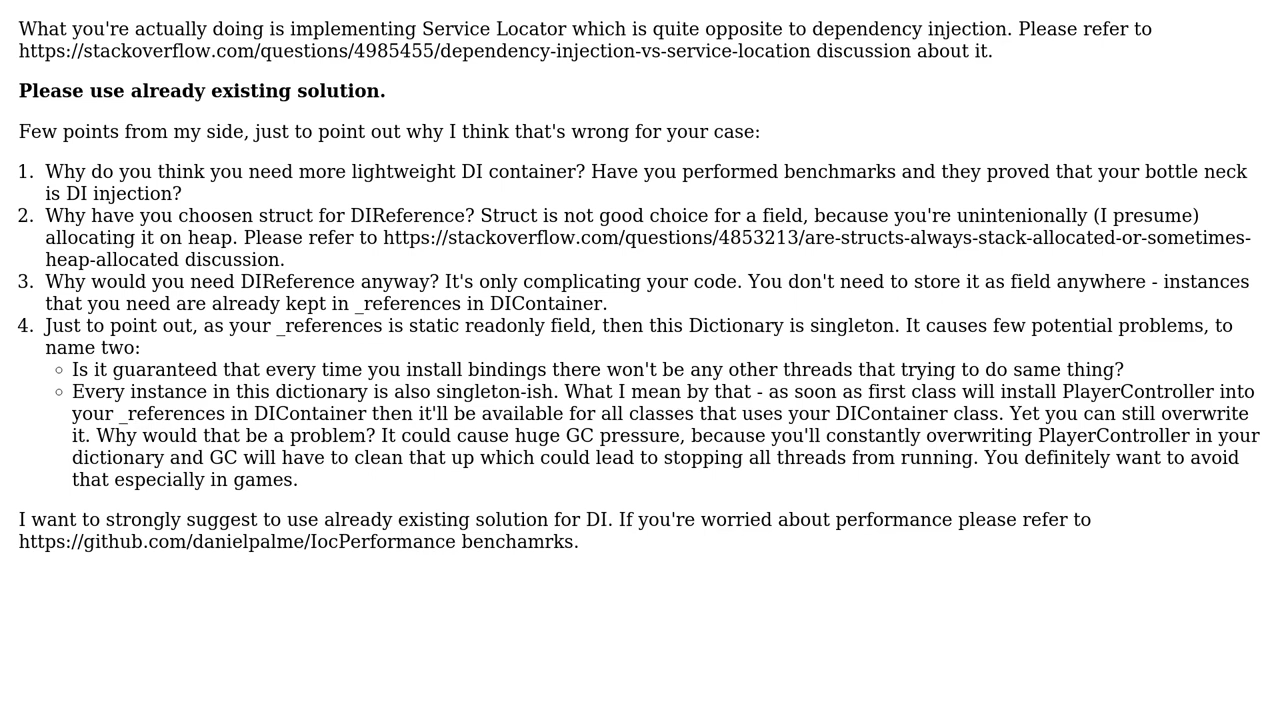 What you're actually doing is implementing Service Locator which is quite opposite to dependency injection. Please refer to
https://stackoverflow.com/questions/4985455/dependency-injection-vs-service-location discussion about it.
Please use already existing solution.
Few points from my side, just to point out why I think that's wrong for your case:
1. Why do you think you need more lightweight DI container? Have you performed benchmarks and they proved that your bottle neck
is DI injection?
2. Why have you choosen struct for DIReference? Struct is not good choice for a field, because you're unintenionally (I presume)
allocating it on heap. Please refer to https://stackoverflow.com/questions/4853213/are-structs-always-stack-allocated-or-sometimes-
heap-allocated discussion.
3. Why would you need DIReference anyway? It's only complicating your code. You don't need to store it as field anywhere - instances
that you need are already kept in _references in DIContainer.
4. Just to point out, as your _references is static readonly field, then this Dictionary is singleton. It causes few potential problems, to
name two:
◦ Is it guaranteed that every time you install bindings there won't be any other threads that trying to do same thing?
◦ Every instance in this dictionary is also singleton-ish. What I mean by that - as soon as first class will install PlayerController into
your _references in DIContainer then it'll be available for all classes that uses your DIContainer class. Yet you can still overwrite
it. Why would that be a problem? It could cause huge GC pressure, because you'll constantly overwriting PlayerController in your
dictionary and GC will have to clean that up which could lead to stopping all threads from running. You definitely want to avoid
that especially in games.
I want to strongly suggest to use already existing solution for DI. If you're worried about performance please refer to
https://github.com/danielpalme/IocPerformance benchamrks.